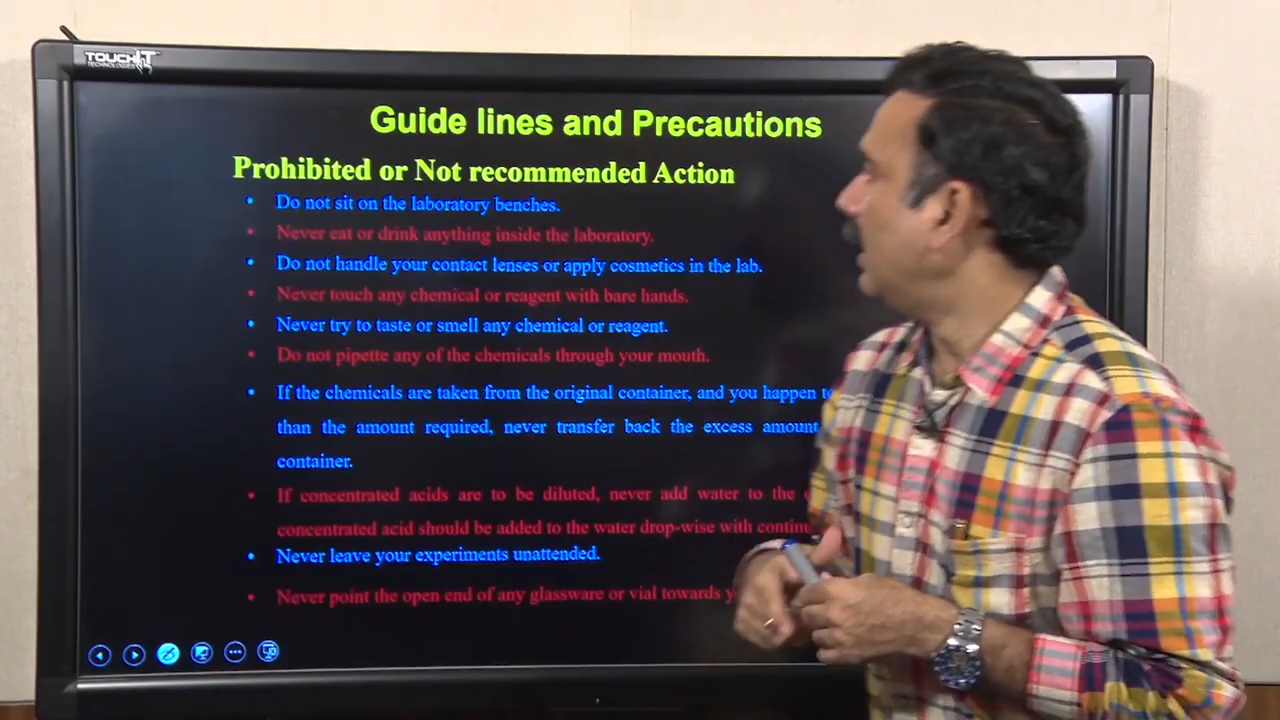 TOUCHIT
TECHNOLOGIES
Guide lines and Precautions
Prohibited or Not recommended Action
• Do not sit on the laboratory benches.
• Never eat or drink anything inside the laboratory.
• Do not handle your contact lenses or apply cosmetics in the lab.
• Never touch any chemical or reagent with bare hands.
• Never try to taste or smell any chemical or reagent.
• Do not pipette any of the chemicals through your mouth.
• If the chemicals are taken from the original container, and you happen to
than the amount required, never transfer back the excess amount
container.
• If concentrated acids are to be diluted, never add water to the
concentrated acid should be added to the water drop-wise with
• Never leave your experiments unattended.
• Never point the open end of any glassware or vial towards